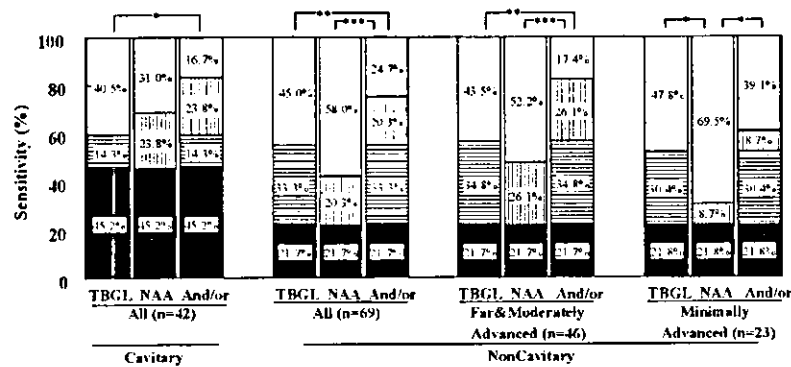 * ** *** ** *** * *
100
80
60
40
20
0
Sensitivity (%)
40.5% 31.0% 16.7% 45.0% 58.0% 24.7% 43.5% 52.2% 17.4% 47.8% 69.5% 39.1%
23.8% 20.3% 26.1% 8.7%
14.3% 23.8% 14.3% 33.3% 20.3% 33.3% 34.8% 26.1% 34.8% 30.4% 8.7% 30.4%
45.2% 45.2% 45.2% 21.7% 21.7% 21.7% 21.7% 21.7% 21.7% 21.8% 21.8% 21.8%
TBGL NAA And/or TBGL NAA And/or TBGL NAA And/or TBGL NAA And/or
All (n=42) All (n=69) Far&Moderately Minimally
Advanced (n=46) Advanced (n=23)
Cavitary NonCavitary